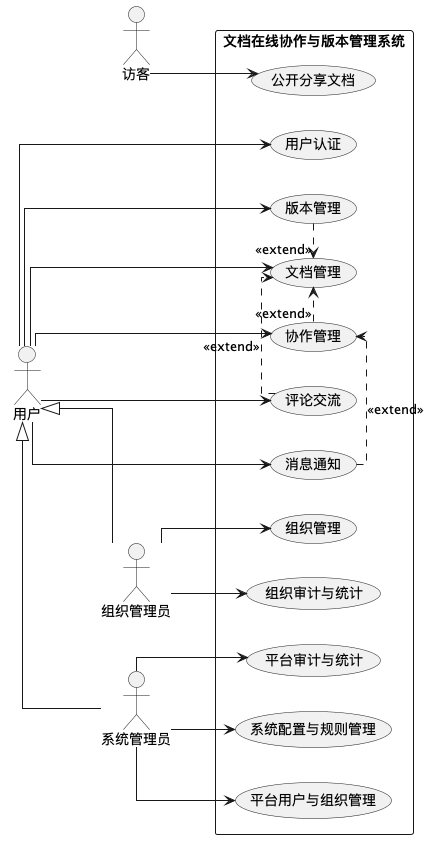 文档在线协作与版本管理系统
访客
公开分享文档
用户认证
版本管理
«extend»
文档管理
«extend»
协作管理
«extend»
用户
评论交流
«extend»
消息通知
组织管理
组织管理员
组织审计与统计
平台审计与统计
系统管理员
系统配置与规则管理
平台用户与组织管理